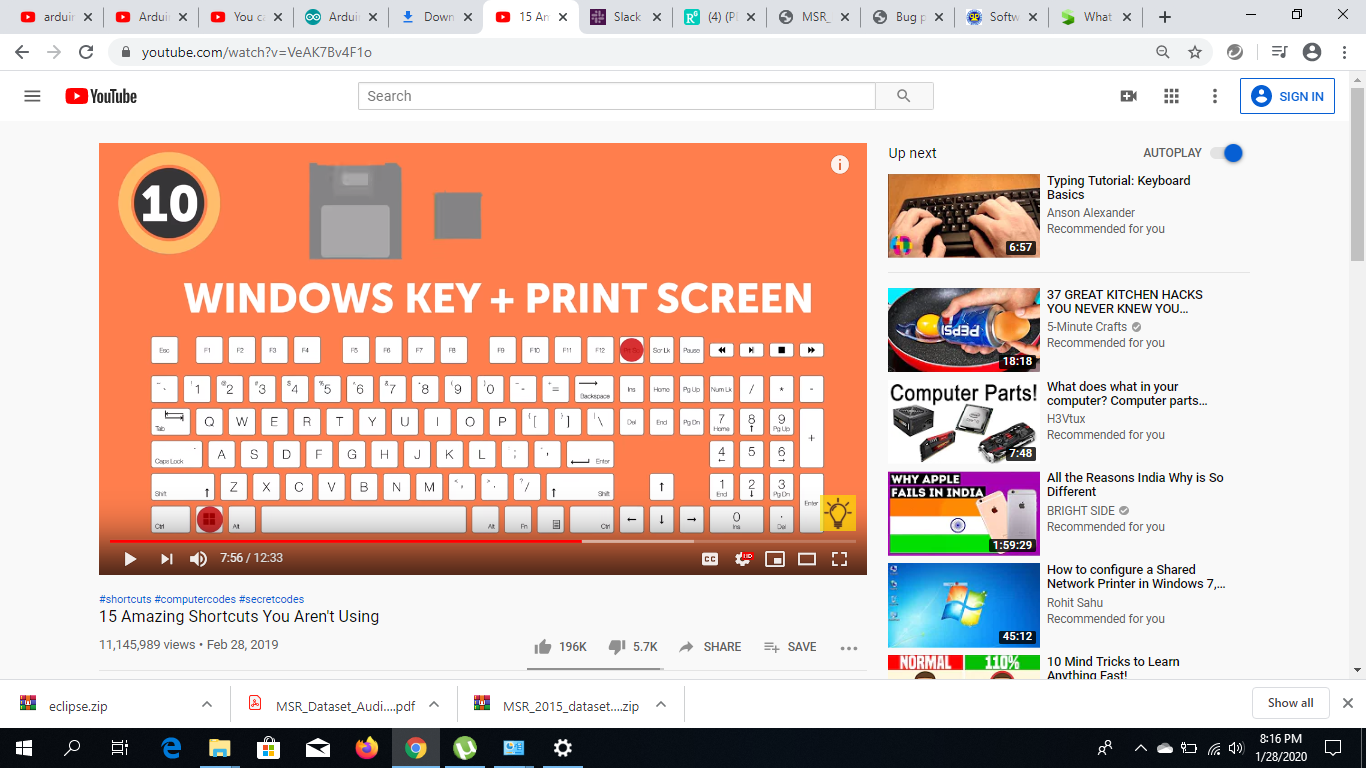 arduin
Arduin
You ca
Arduin
Down
15 Am
Slack
(4) (Pl
MSR_
Bug p
Softw
What
youtube.com/watch?v=VeAK7Bv4F1o
YouTube
Search
SIGN IN
10
WINDOWS KEY + PRINT SCREEN
Esc F1 F2 F3 F4 F5 F6 F7 F8 F9 F10 F11 F12 Scr Lk Pause
1 2 3 4 5 6 7 8 9 0 Backspace Ins Home Pg Up Num Lk / * -
Tab Q W E R T Y U I O P Del End Pg Dn 7 Home 8 9 Pg Up +
Caps Lock A S D F G H J K L Enter 4 5 6
Shift Z X C V B N M Shift 1 End 2 3 Pg Dn Enter
Ctrl Alt Alt Fn Ctrl 0 Ins . Del
7:56 / 12:33
CC
HD
#shortcuts #computercodes #secretcodes
15 Amazing Shortcuts You Aren't Using
11,145,989 views • Feb 28, 2019
196K 5.7K SHARE SAVE
Up next AUTOPLAY
Typing Tutorial: Keyboard
Basics
Anson Alexander
Recommended for you
6:57
PEPSI
18:18
37 GREAT KITCHEN HACKS
YOU NEVER KNEW YOU...
5-Minute Crafts
Recommended for you
Computer Parts!
7:48
What does what in your
computer? Computer parts...
H3Vtux
Recommended for you
WHY APPLE
FAILS IN INDIA
1:59:29
All the Reasons India Why is So
Different
BRIGHT SIDE
Recommended for you
45:12
How to configure a Shared
Network Printer in Windows 7,...
Rohit Sahu
Recommended for you
NORMAL 110%
10 Mind Tricks to Learn
Anything Fast!
eclipse.zip
MSR_Dataset_Audi....pdf
MSR_2015_dataset....zip
Show all
8:16 PM
1/28/2020